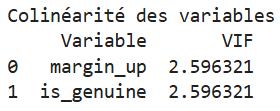 Colinéarité des variables
Variable VIF
0 margin_up 2.596321
1 is_genuine 2.596321